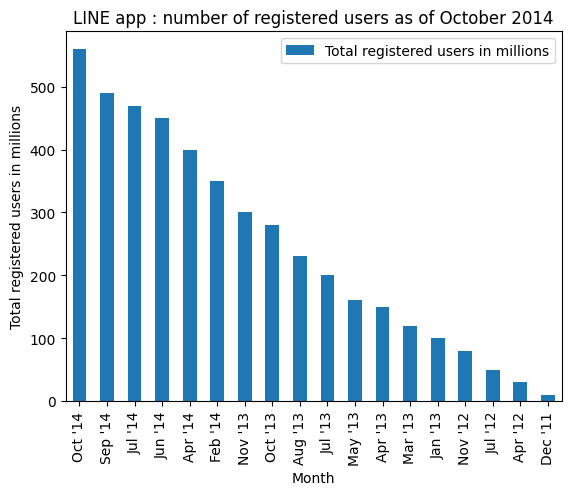 LINE app : number of registered users as of October 2014
Total registered users in millions
Total registered users in millions
500
400
300
200
100
0
Oct '14
Sep '14
Jul '14
Jun '14
Apr '14
Feb '14
Nov '13
Oct '13
Aug '13
Jul '13
May '13
Apr '13
Mar '13
Jan '13
Nov '12
Jul '12
Apr '12
Dec '11
Month